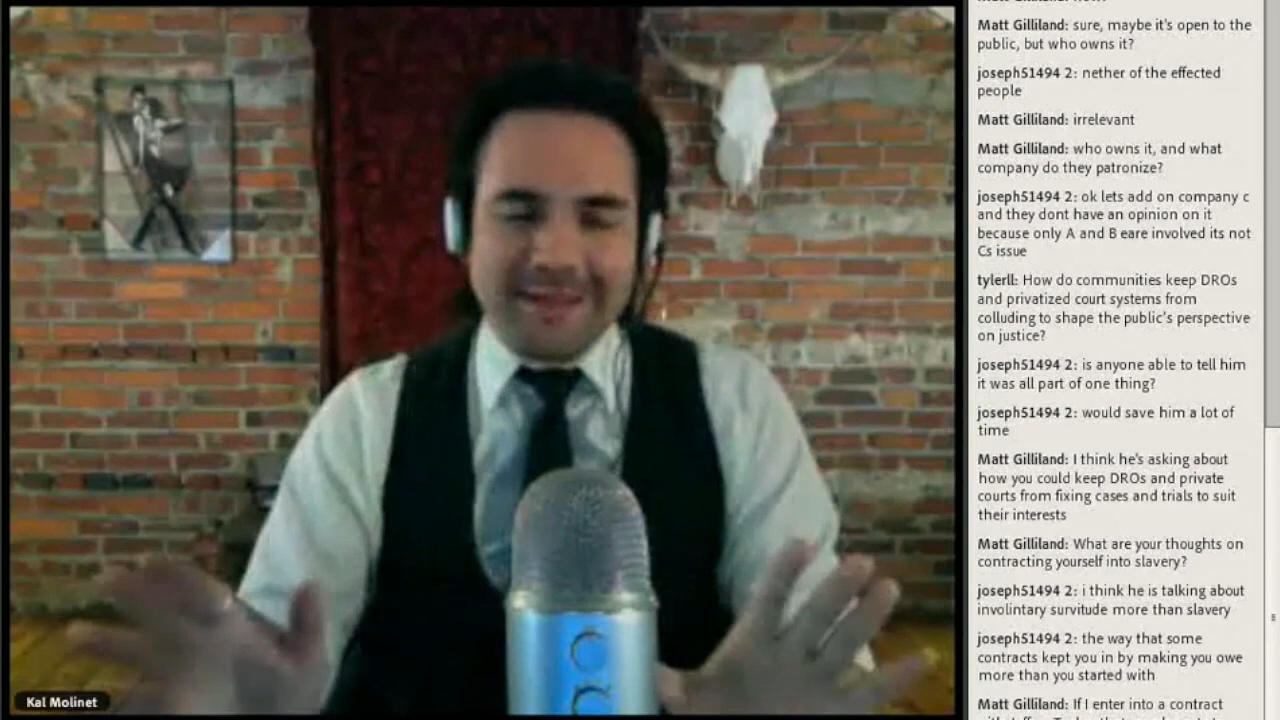 Matt Gilliland: sure, maybe it's open to the
public, but who owns it?
joseph51494 2: nether of the effected
people
Matt Gilliland: irrelevant
Matt Gilliland: who owns it, and what
company do they patronize?
joseph51494 2: ok lets add on company c
and they dont have an opinion on it
because only A and B eare involved its not
Cs issue
tylerll: How do communities keep DROs
and privatized court systems from
colluding to shape the public's perspective
on justice?
joseph51494 2: is anyone able to tell him
it was all part of one thing?
joseph51494 2: would save him a lot of
time
Matt Gilliland: I think he's asking about
how you could keep DROs and private
courts from fixing cases and trials to suit
their interests
Matt Gilliland: What are your thoughts on
contracting yourself into slavery?
joseph51494 2: i think he is talking about
involintary survitude more than slavery
joseph51494 2: the way that some
contracts kept you in by making you owe
more than you started with
Matt Gilliland: If I enter into a contract
Kal Molinet